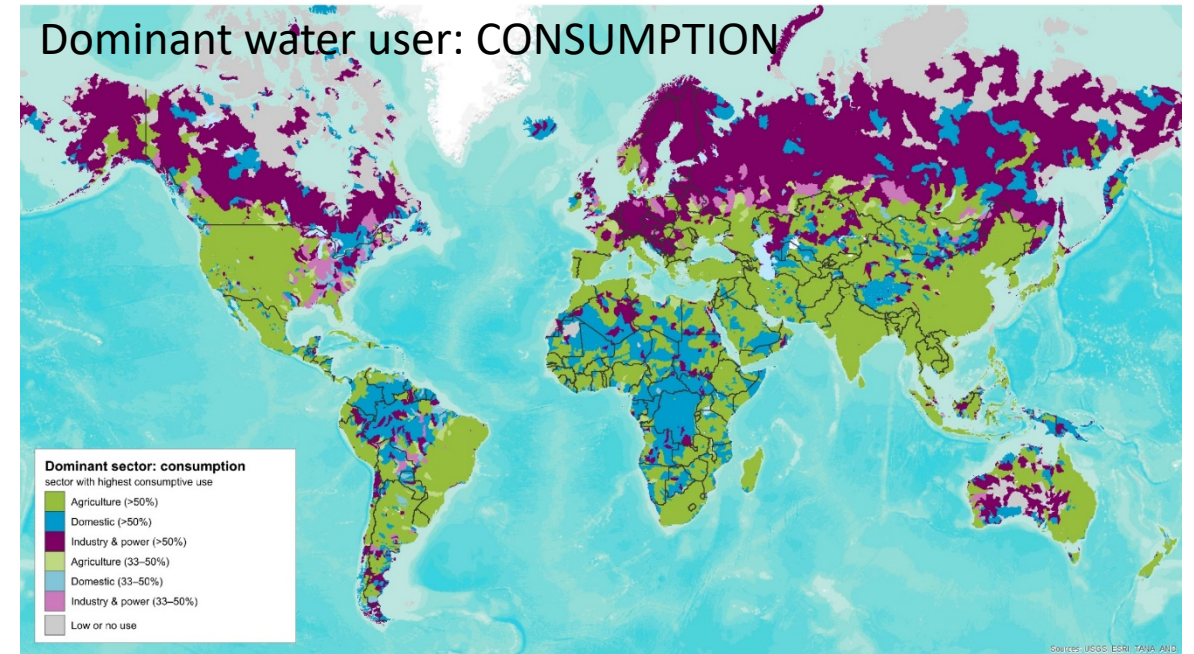 Dominant water user: CONSUMPTION
Dominant sector: consumption
sector with highest consumptive use
Agriculture (>50%)
Domestic (>50%)
Industry & power (>50%)
Agriculture (33–50%)
Domestic (33–50%)
Industry & power (33–50%)
Low or no use
Sources: USGS, ESRI, TANA, AND